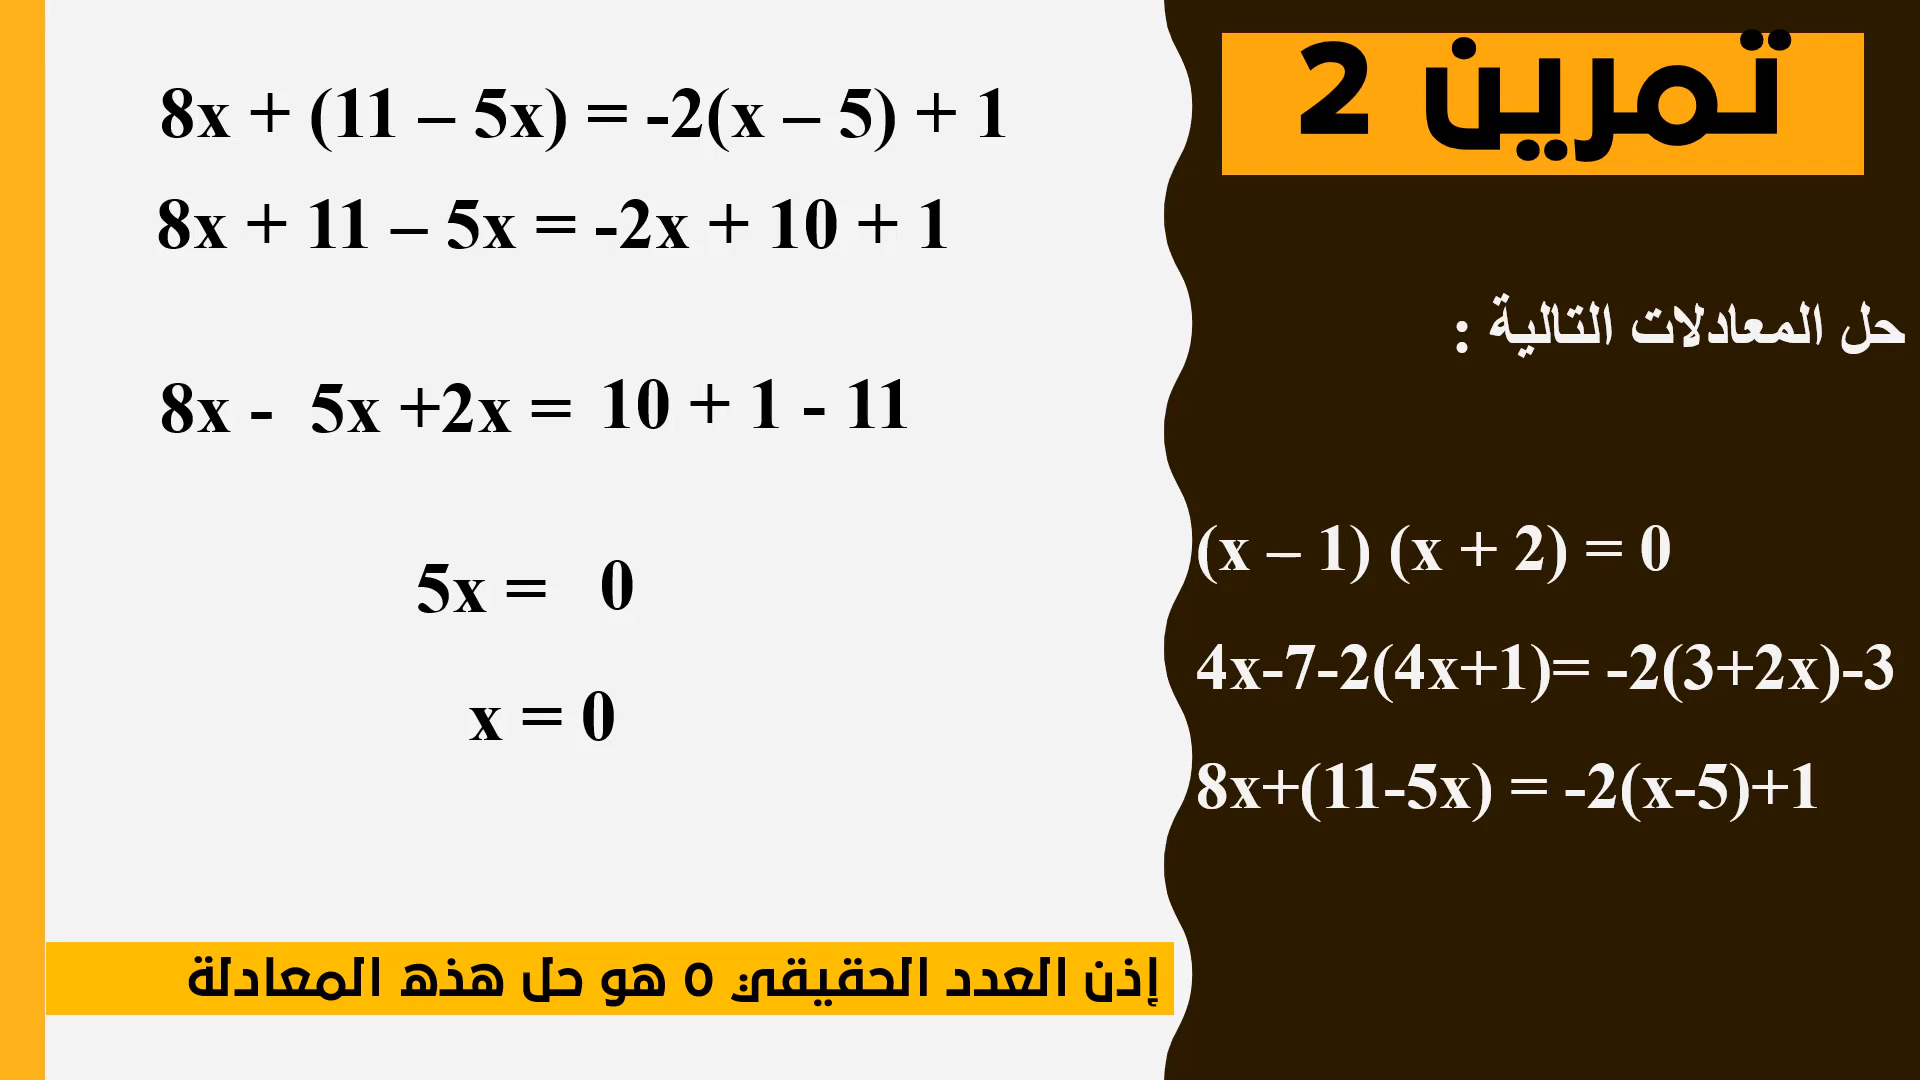 تمرين 2
حل المعادلات التالية :
(x – 1) (x + 2) = 0
4x-7-2(4x+1)= -2(3+2x)-3
8x+(11-5x) = -2(x-5)+1
8x + (11 – 5x) = -2(x – 5) + 1
8x + 11 – 5x = -2x + 10 + 1
8x - 5x +2x = 10 + 1 - 11
5x = 0
x = 0
إذن العدد الحقيقي 0 هو حل هذه المعادلة